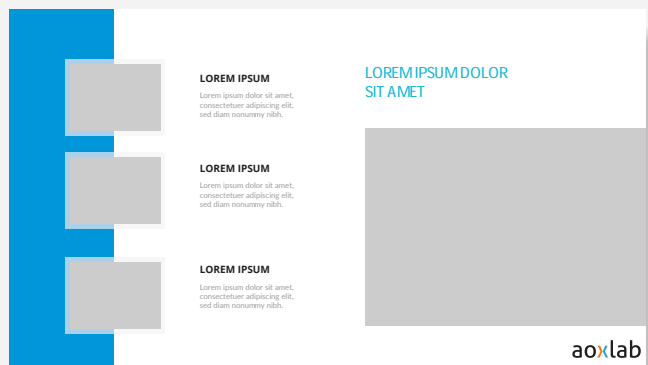 LOREM IPSUM
Lorem ipsum dolor sit amet,
consectetuer adipiscing elit,
sed diam nonummy nibh.
LOREM IPSUM
Lorem ipsum dolor sit amet,
consectetuer adipiscing elit,
sed diam nonummy nibh.
LOREM IPSUM
Lorem ipsum dolor sit amet,
consectetuer adipiscing elit,
sed diam nonummy nibh.
LOREM IPSUM DOLOR
SIT AMET
aoxlab